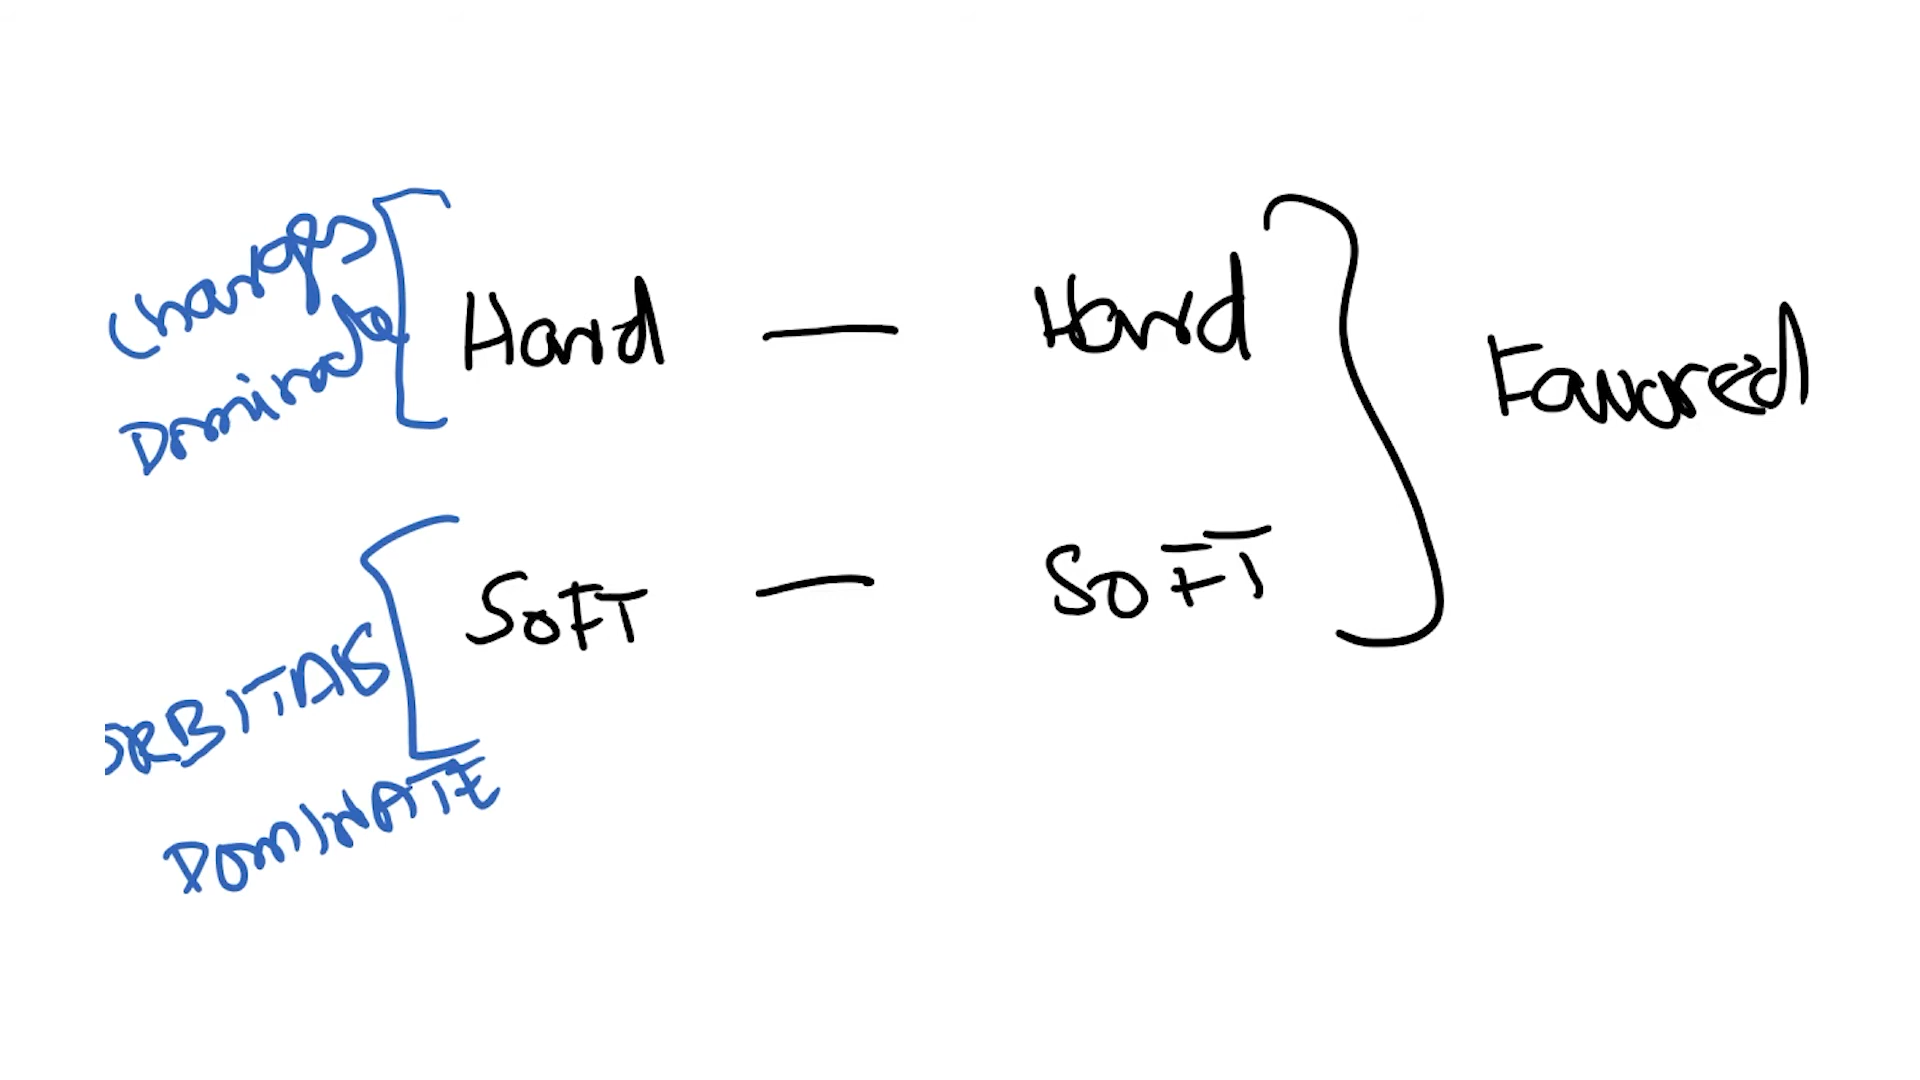 Charges
Dominate
Hard — Hard
Favored
SOFT — SOFT
ORBITALS
DOMINATE